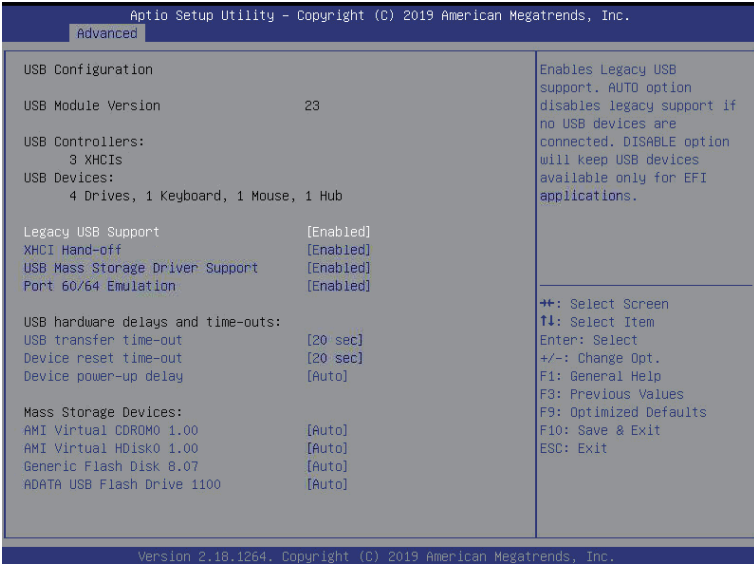 Aptio Setup Utility – Copyright (C) 2019 American Megatrends, Inc.
Advanced
USB Configuration
USB Module Version 23
USB Controllers:
3 XHCIs
USB Devices:
4 Drives, 1 Keyboard, 1 Mouse, 1 Hub
Legacy USB Support [Enabled]
XHCI Hand-off [Enabled]
USB Mass Storage Driver Support [Enabled]
Port 60/64 Emulation [Enabled]
USB hardware delays and time-outs:
USB transfer time-out [20 sec]
Device reset time-out [20 sec]
Device power-up delay [Auto]
Mass Storage Devices:
AMI Virtual CDROM0 1.00 [Auto]
AMI Virtual HDisk0 1.00 [Auto]
Generic Flash Disk 8.07 [Auto]
ADATA USB Flash Drive 1100 [Auto]
Enables Legacy USB
support. AUTO option
disables legacy support if
no USB devices are
connected. DISABLE option
will keep USB devices
available only for EFI
applications.
→←: Select Screen
↑↓: Select Item
Enter: Select
+/-: Change Opt.
F1: General Help
F3: Previous Values
F9: Optimized Defaults
F10: Save & Exit
ESC: Exit
Version 2.18.1264. Copyright (C) 2019 American Megatrends, Inc.